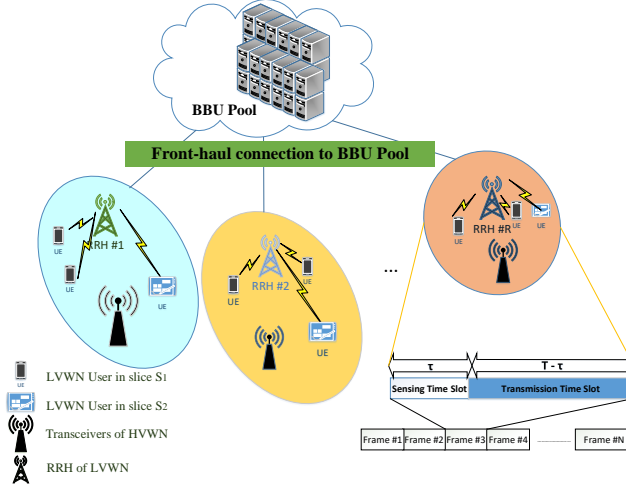 BBU Pool
Front-haul connection to BBU Pool
UE
RRH #1
UE
UE
UE
RRH #2
UE
UE
...
UE
RRH #R
UE
UE
τ
T - τ
Sensing Time Slot
Transmission Time Slot
Frame #1
Frame #2
Frame #3
Frame #4
Frame #N
UE
LVWN User in slice S1
LVWN User in slice S2
Transceivers of HVWN
RRH of LVWN